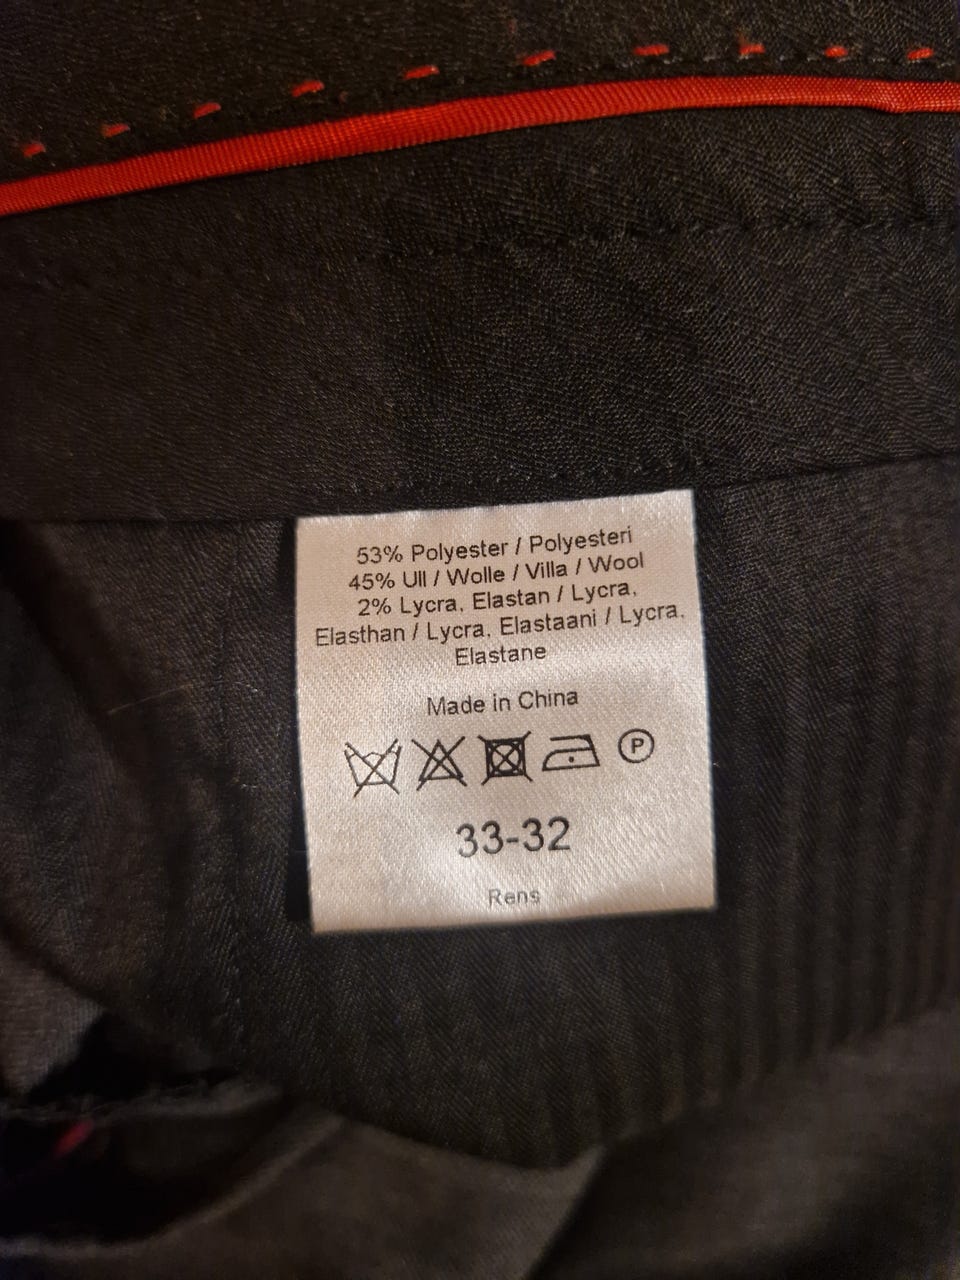 53% Polyester / Polyesteri
45% Ull / Wolle / Villa / Wool
2% Lycra, Elastan / Lycra,
Elasthan / Lycra, Elastaani / Lycra,
Elastane
Made in China
P
33-32
Rens